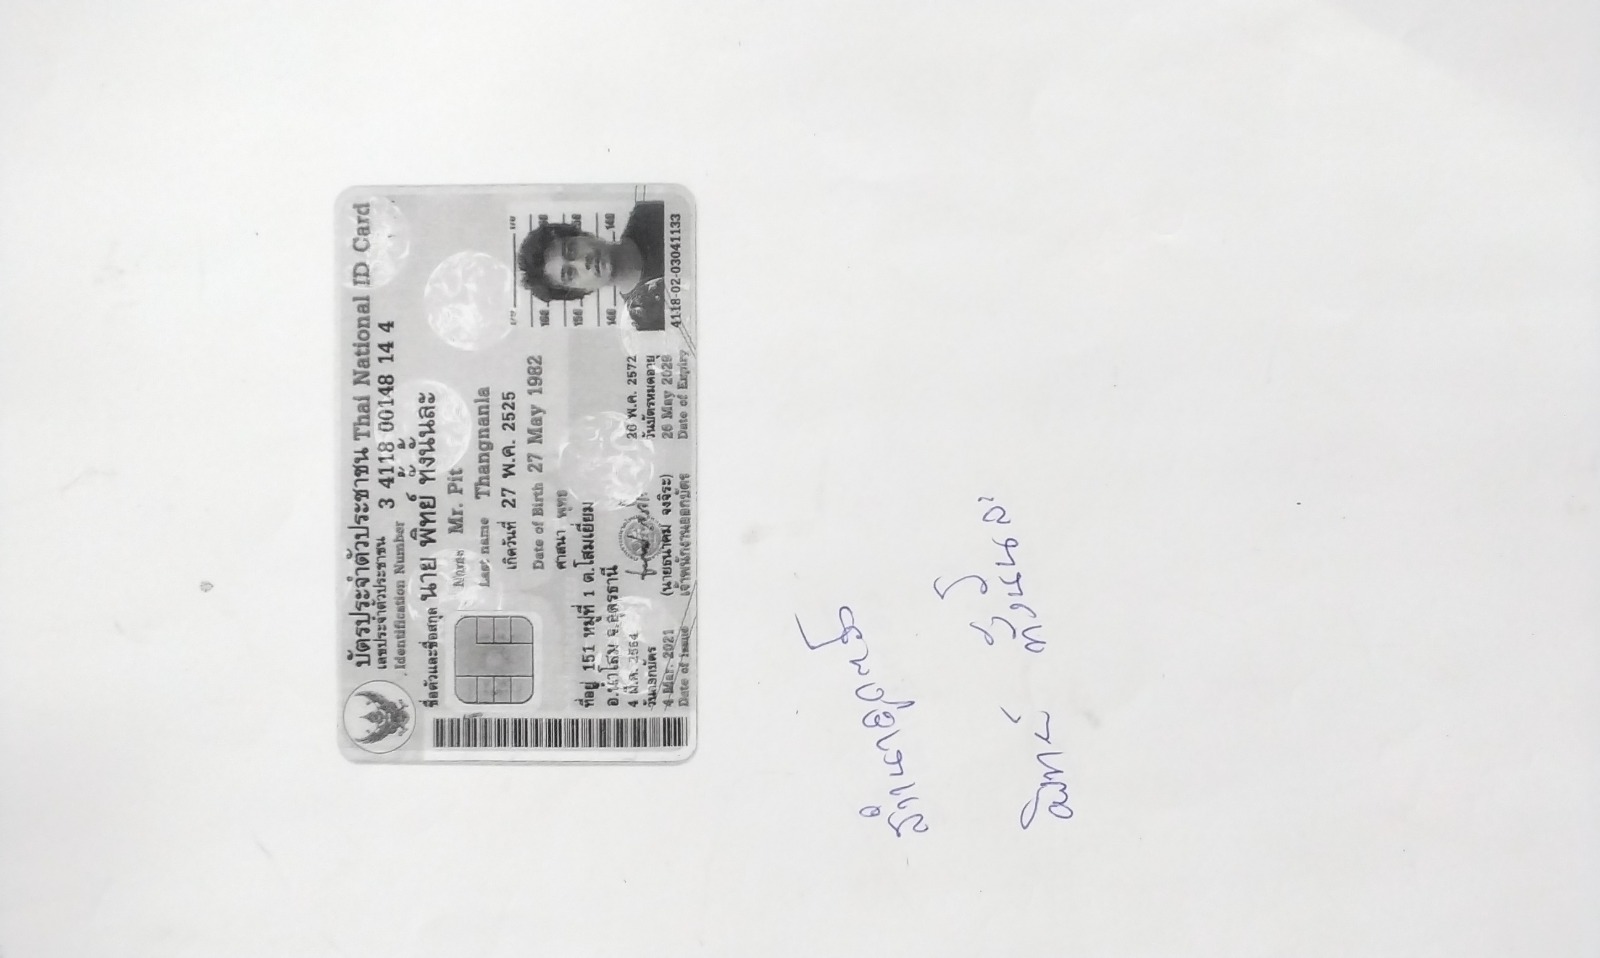 บัตรประจำตัวประชาชน Thai National ID Card
เลขประจำตัวประชาชน 3 4118 00148 14 4
Identification Number
ชื่อตัวและชื่อสกุล นาย พิทย์ ทั้งนั้นละ
Name Mr. Pit
Last name Thangnanla
เกิดวันที่ 27 พ.ค. 2525
Date of Birth 27 May 1982
ศาสนา พุทธ
ที่อยู่ 151 หมู่ที่ 1 ต.โสมเยี่ยม
อ.น้ำโสม จ.อุดรธานี
4 มี.ค. 2564
วันออกบัตร
4 Mar. 2021
Date of Issue
(นายธนาคม จงจิระ)
เจ้าพนักงานออกบัตร
26 พ.ค. 2572
วันบัตรหมดอายุ
26 May 2029
Date of Expiry
160 160
150 150
140 140
4118-02-03041133
สำเนาถูกต้อง
พิทย์ ทั้งนั้นละ